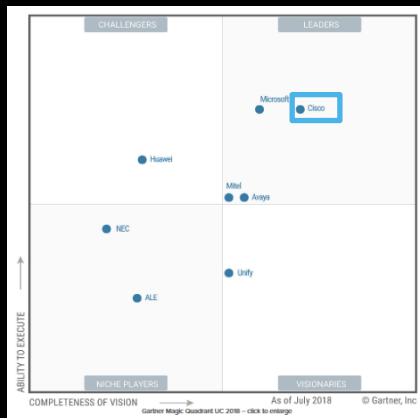 CHALLENGERS
LEADERS
Microsoft
Cisco
Huawei
Mitel
Avaya
NEC
Unify
ALE
ABILITY TO EXECUTE
NICHE PLAYERS
VISIONARIES
COMPLETENESS OF VISION
As of July 2018
© Gartner, Inc
Gartner Magic Quadrant UC 2018 – click to enlarge